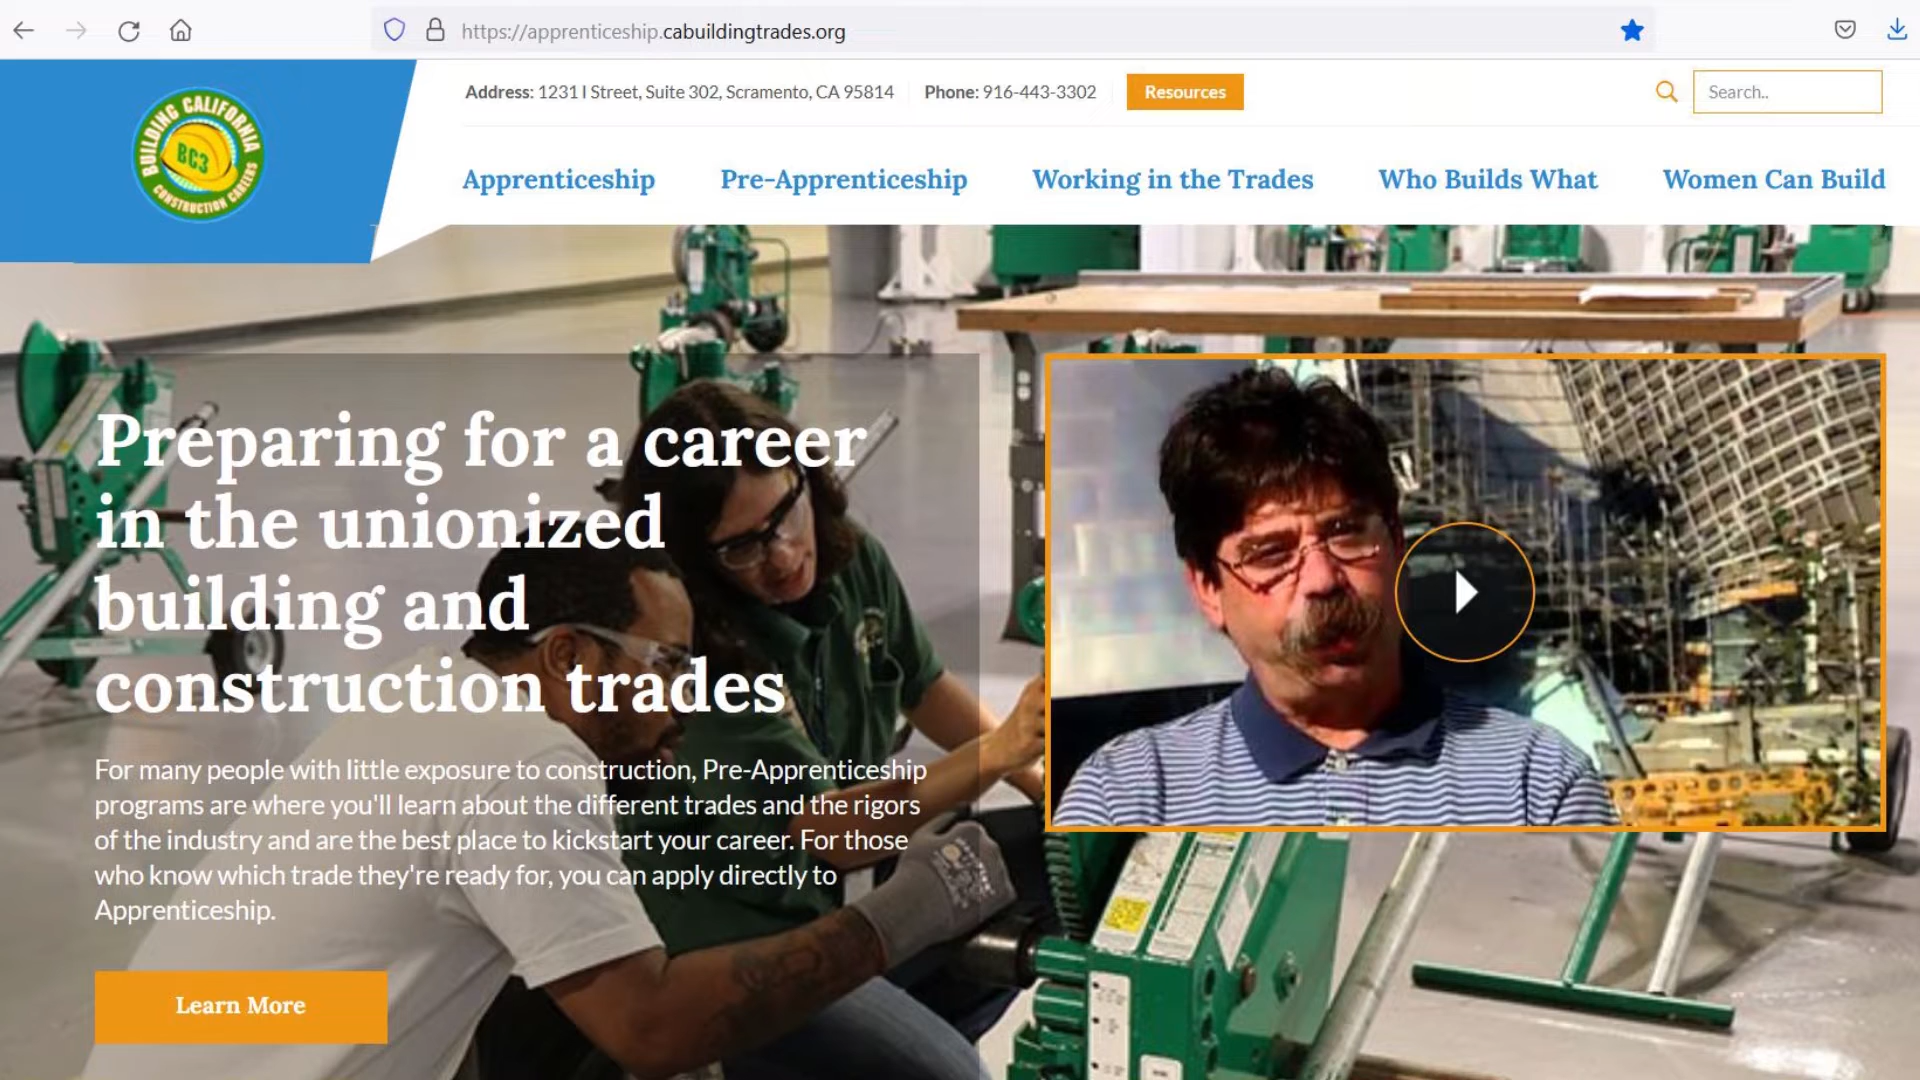 https://apprenticeship.cabuildingtrades.org
BUILDING CALIFORNIA
BC3
CONSTRUCTION CAREERS
Address: 1231 I Street, Suite 302, Scramento, CA 95814
Phone: 916-443-3302
Resources
Search..
Apprenticeship
Pre-Apprenticeship
Working in the Trades
Who Builds What
Women Can Build
Preparing for a career
in the unionized
building and
construction trades
For many people with little exposure to construction, Pre-Apprenticeship
programs are where you'll learn about the different trades and the rigors
of the industry and are the best place to kickstart your career. For those
who know which trade they're ready for, you can apply directly to
Apprenticeship.
Learn More